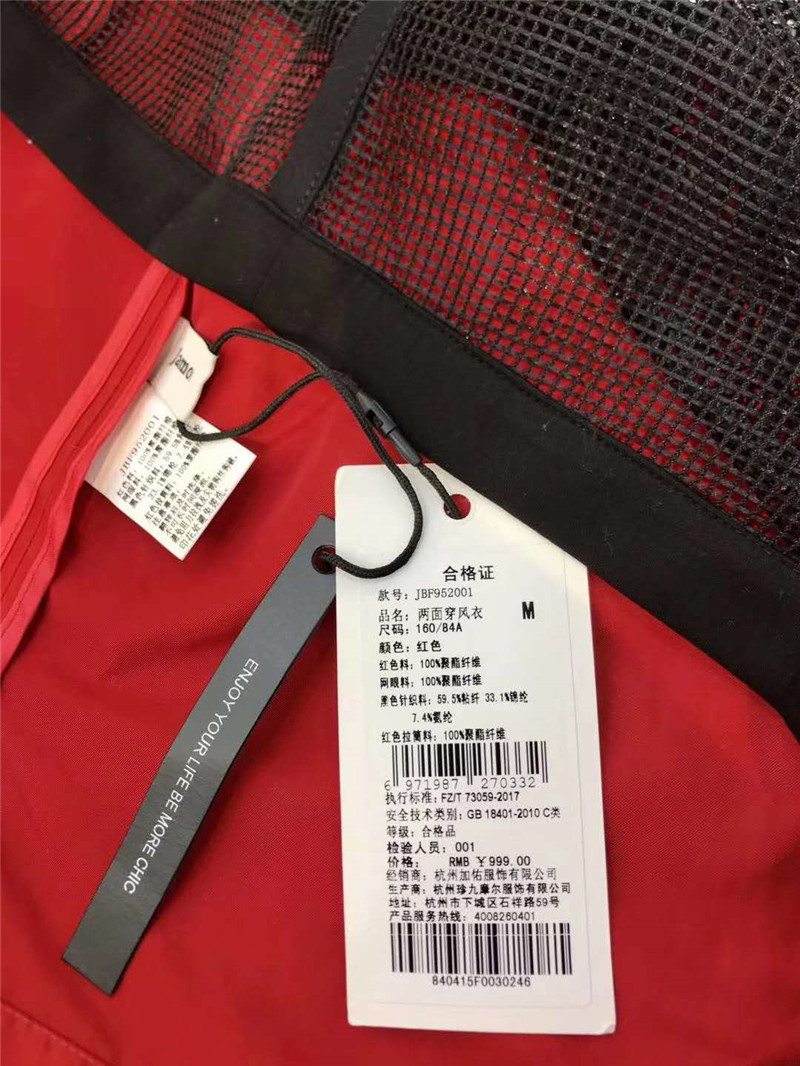 jamo
JBF952001
ENJOY YOUR LIFE BE MORE CHIC
合格证
款号: JBF952001
品名: 两面穿风衣 M
尺码: 160/84A
颜色: 红色
红色料: 100%聚酯纤维
网眼料: 100%聚酯纤维
黑色针织料: 59.5%粘纤 33.1%锦纶
7.4%氨纶
红色拉筒料: 100%聚酯纤维
6 971987 270332
执行标准: FZ/T 73059-2017
安全技术类别: GB 18401-2010 C类
等级: 合格品
检验人员: 001
价格: RMB ￥999.00
经销商: 杭州加佑服饰有限公司
生产商: 杭州珍九摩尔服饰有限公司
地址: 杭州市下城区石祥路59号
产品服务热线: 4008260401
840415F0030246